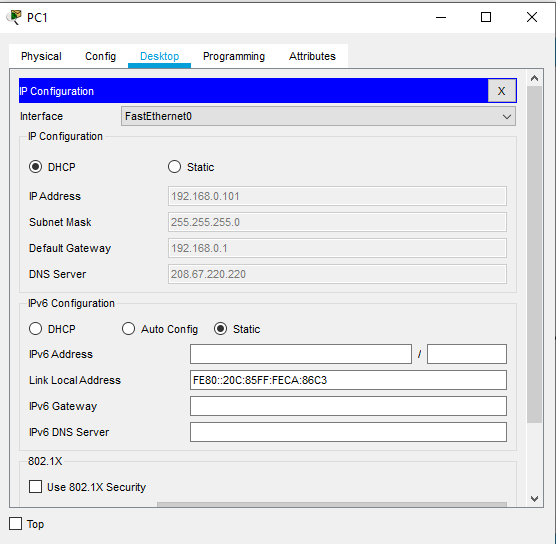 PC1
Physical Config Desktop Programming Attributes
IP Configuration X
Interface FastEthernet0
IP Configuration
DHCP Static
IP Address 192.168.0.101
Subnet Mask 255.255.255.0
Default Gateway 192.168.0.1
DNS Server 208.67.220.220
IPv6 Configuration
DHCP Auto Config Static
IPv6 Address /
Link Local Address FE80::20C:85FF:FECA:86C3
IPv6 Gateway
IPv6 DNS Server
802.1X
Use 802.1X Security
Top